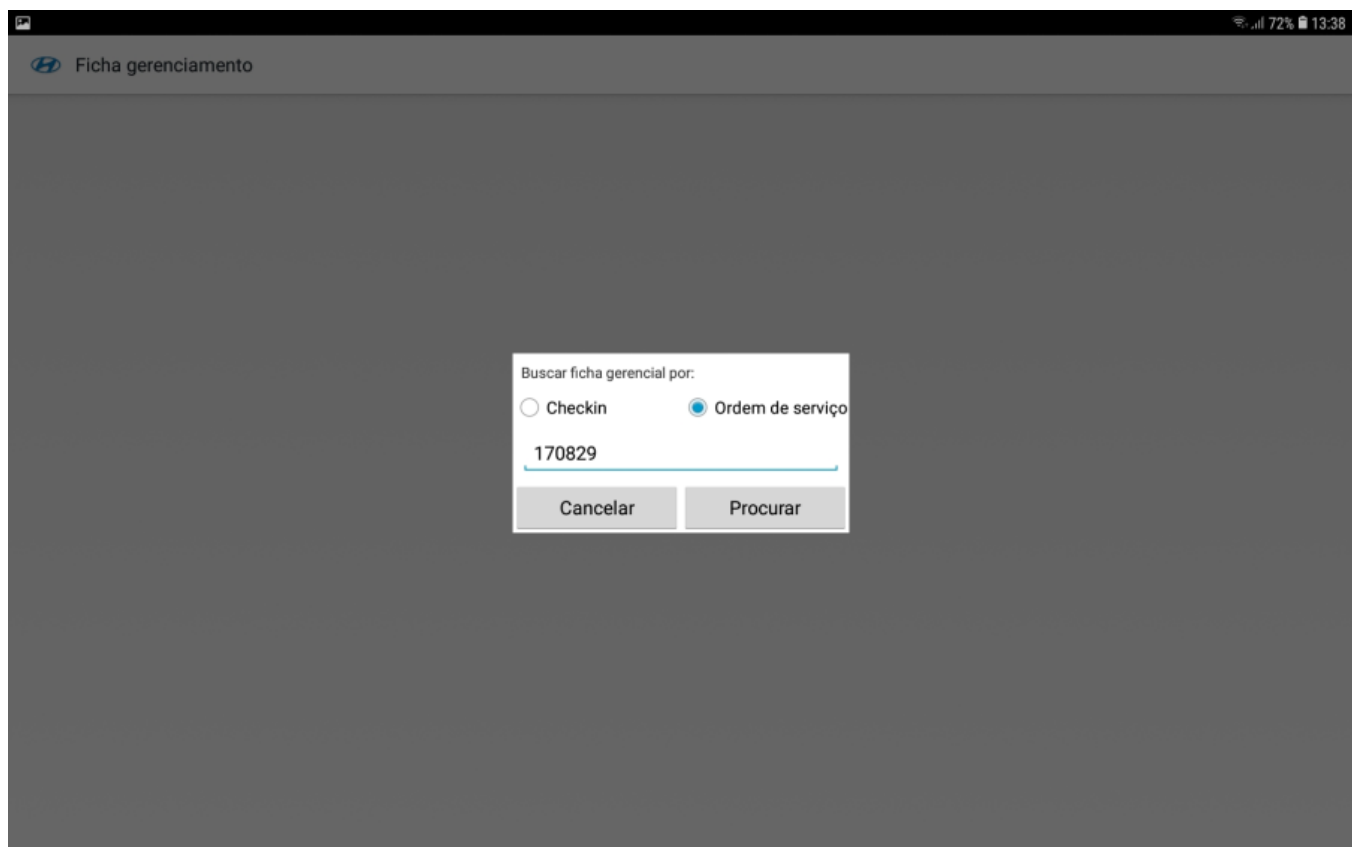 72% 13:38
Ficha gerenciamento
Buscar ficha gerencial por:
Checkin Ordem de serviço
170829
Cancelar Procurar